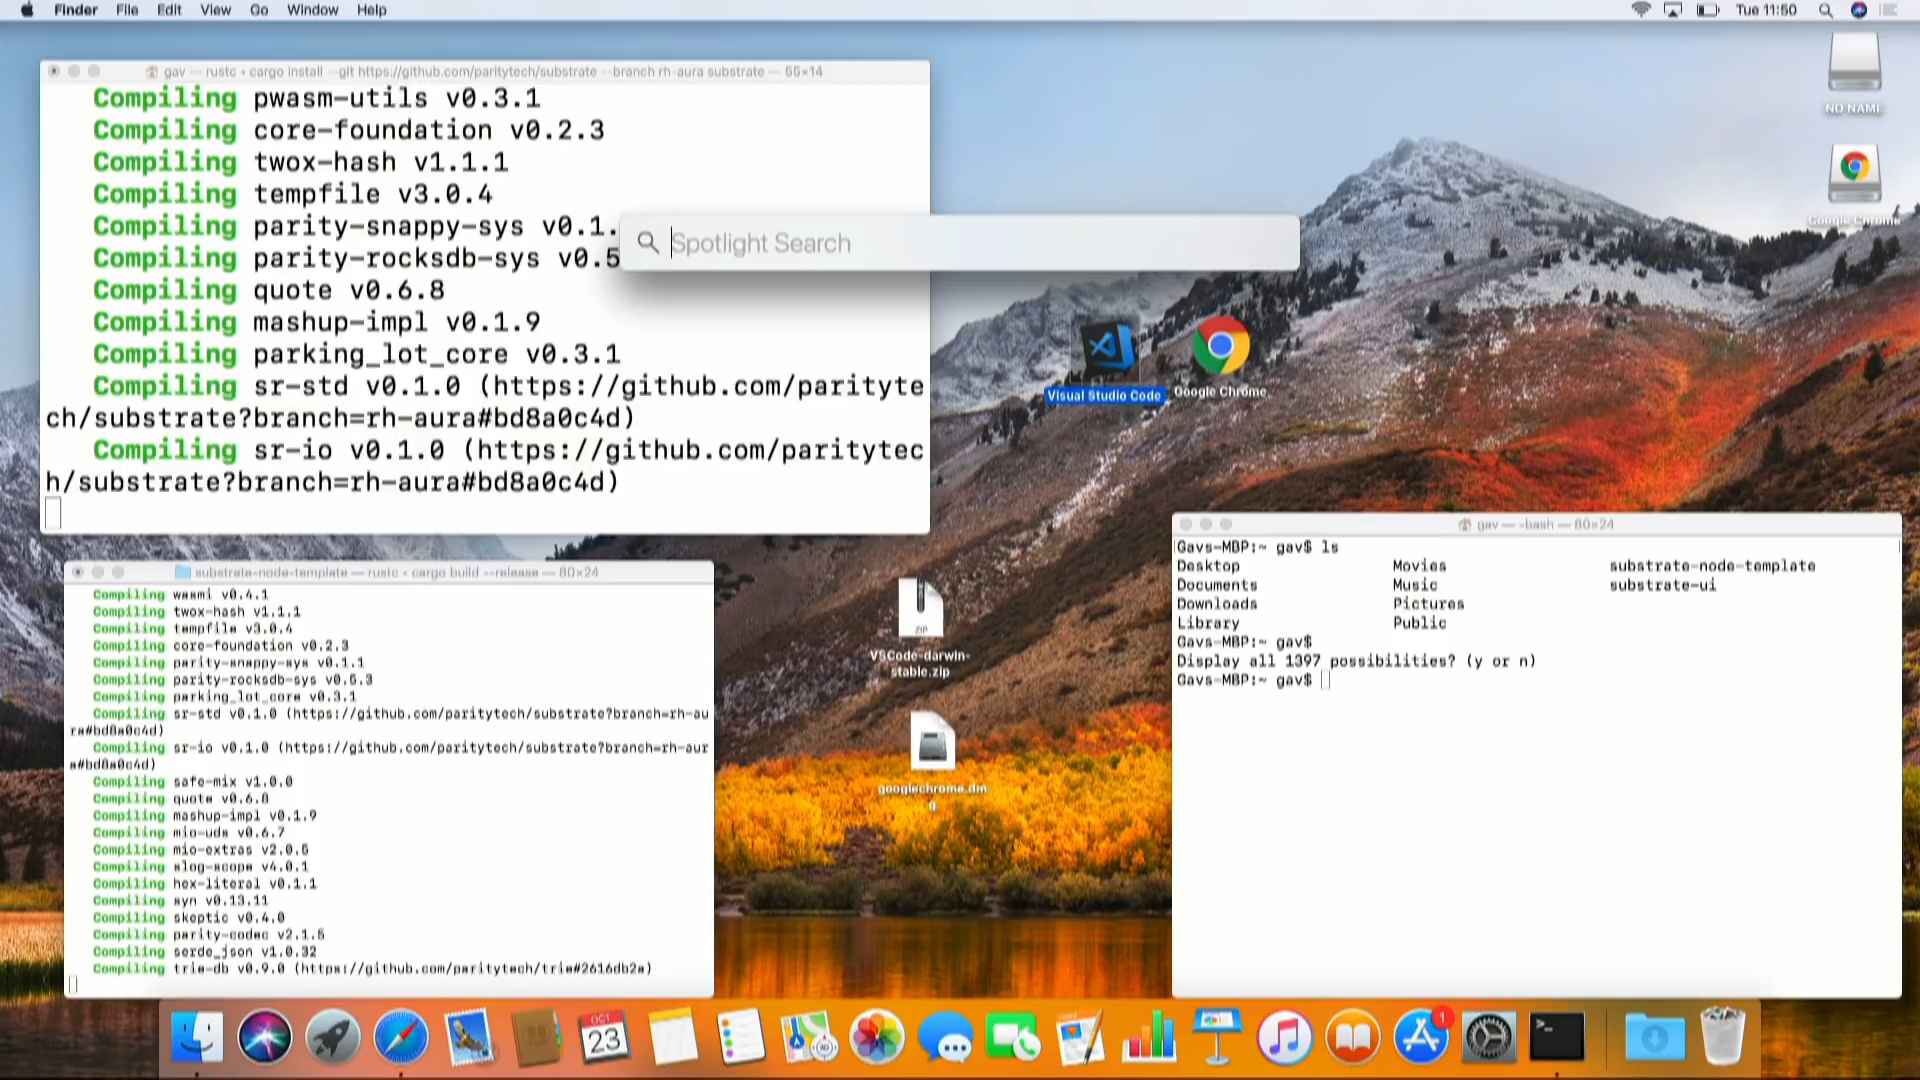 Finder File Edit View Go Window Help
Tue 11:50
gav — rustc • cargo install --git https://github.com/paritytech/substrate --branch rh-aura substrate — 55×14
Compiling pwasm-utils v0.3.1
Compiling core-foundation v0.2.3
Compiling twox-hash v1.1.1
Compiling tempfile v3.0.4
Compiling parity-snappy-sys v0.1.
Compiling parity-rocksdb-sys v0.5
Compiling quote v0.6.8
Compiling mashup-impl v0.1.9
Compiling parking_lot_core v0.3.1
Compiling sr-std v0.1.0 (https://github.com/parityte
ch/substrate?branch=rh-aura#bd8a0c4d)
Compiling sr-io v0.1.0 (https://github.com/paritytec
h/substrate?branch=rh-aura#bd8a0c4d)
Spotlight Search
NO NAME
Google Chrome
Visual Studio Code
Google Chrome
VSCode-darwin-
stable.zip
ZIP
googlechrome.dm
g
substrate-node-template — rustc • cargo build --release — 80×24
Compiling wasmi v0.4.1
Compiling twox-hash v1.1.1
Compiling tempfile v3.0.4
Compiling core-foundation v0.2.3
Compiling parity-snappy-sys v0.1.1
Compiling parity-rocksdb-sys v0.5.3
Compiling parking_lot_core v0.3.1
Compiling sr-std v0.1.0 (https://github.com/paritytech/substrate?branch=rh-au
ra#bd8a0c4d)
Compiling sr-io v0.1.0 (https://github.com/paritytech/substrate?branch=rh-aur
a#bd8a0c4d)
Compiling safe-mix v1.0.0
Compiling quote v0.6.8
Compiling mashup-impl v0.1.9
Compiling mio-uds v0.6.7
Compiling mio-extras v2.0.5
Compiling slog-scope v4.0.1
Compiling hex-literal v0.1.1
Compiling syn v0.13.11
Compiling skeptic v0.4.0
Compiling parity-codec v2.1.5
Compiling serde_json v1.0.32
Compiling trie-db v0.9.0 (https://github.com/paritytech/trie#2616db2a)
gav — -bash — 80×24
Gavs-MBP:~ gav$ ls
Desktop Movies substrate-node-template
Documents Music substrate-ui
Downloads Pictures
Library Public
Gavs-MBP:~ gav$
Display all 1397 possibilities? (y or n)
Gavs-MBP:~ gav$
OCT
23
1